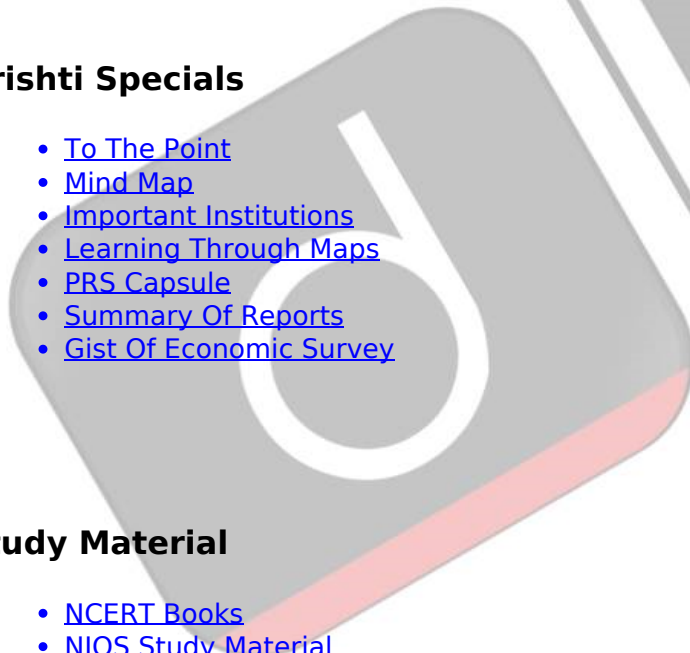 rishti Specials
To The Point
Mind Map
Important Institutions
Learning Through Maps
PRS Capsule
Summary Of Reports
Gist Of Economic Survey
tudy Material
NCERT Books
NIOS Study Material